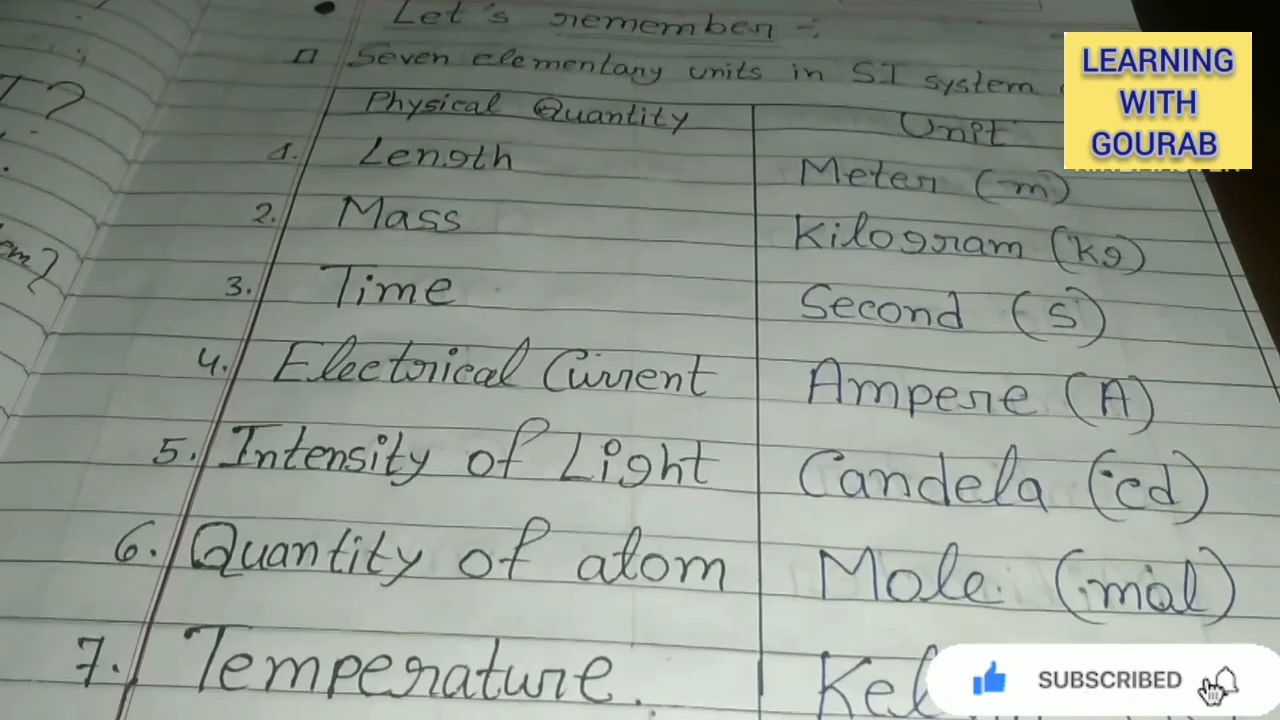 Let's remember :-
Seven elementary units in SI system
Physical Quantity Unit
1. Length Meter (m)
2. Mass Kilogram (kg)
3. Time Second (s)
4. Electrical Current Ampere (A)
5. Intensity of Light Candela (cd)
6. Quantity of atom Mole (mol)
7. Temperature. Kel
LEARNING
WITH
GOURAB
SUBSCRIBED